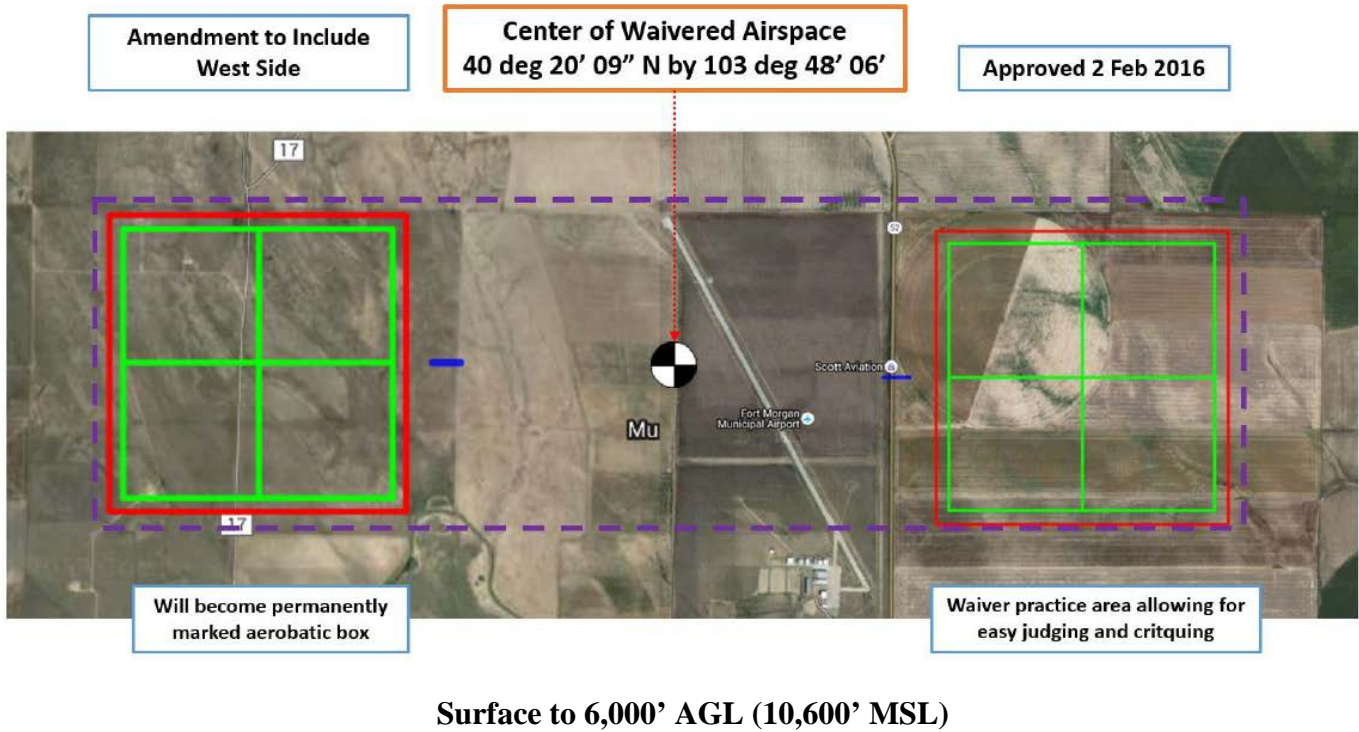 Amendment to Include
West Side
Center of Waivered Airspace
40 deg 20’ 09” N by 103 deg 48’ 06’
Approved 2 Feb 2016
17
57
Scott Aviation
Fort Morgan
Municipal Airport
Mu
17
Will become permanently
marked aerobatic box
Waiver practice area allowing for
easy judging and critquing
Surface to 6,000’ AGL (10,600’ MSL)